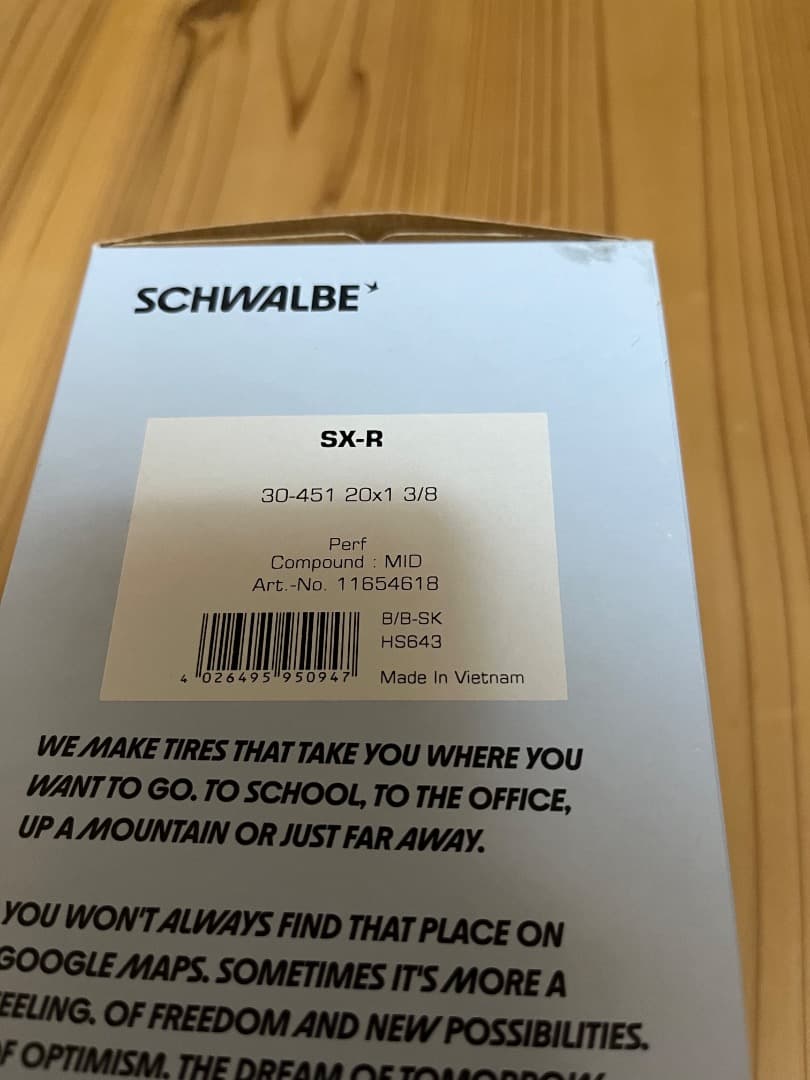 SCHWALBE
SX-R
30-451 20x1 3/8
Perf
Compound : MID
Art.-No. 11654618
B/B-SK
HS643
4 026495 950947
Made In Vietnam
WE MAKE TIRES THAT TAKE YOU WHERE YOU
WANT TO GO. TO SCHOOL, TO THE OFFICE,
UP A MOUNTAIN OR JUST FAR AWAY.
YOU WON'T ALWAYS FIND THAT PLACE ON
GOOGLE MAPS. SOMETIMES IT'S MORE A
FEELING. OF FREEDOM AND NEW POSSIBILITIES.
OF OPTIMISM. THE DREAM OF TOMORROW